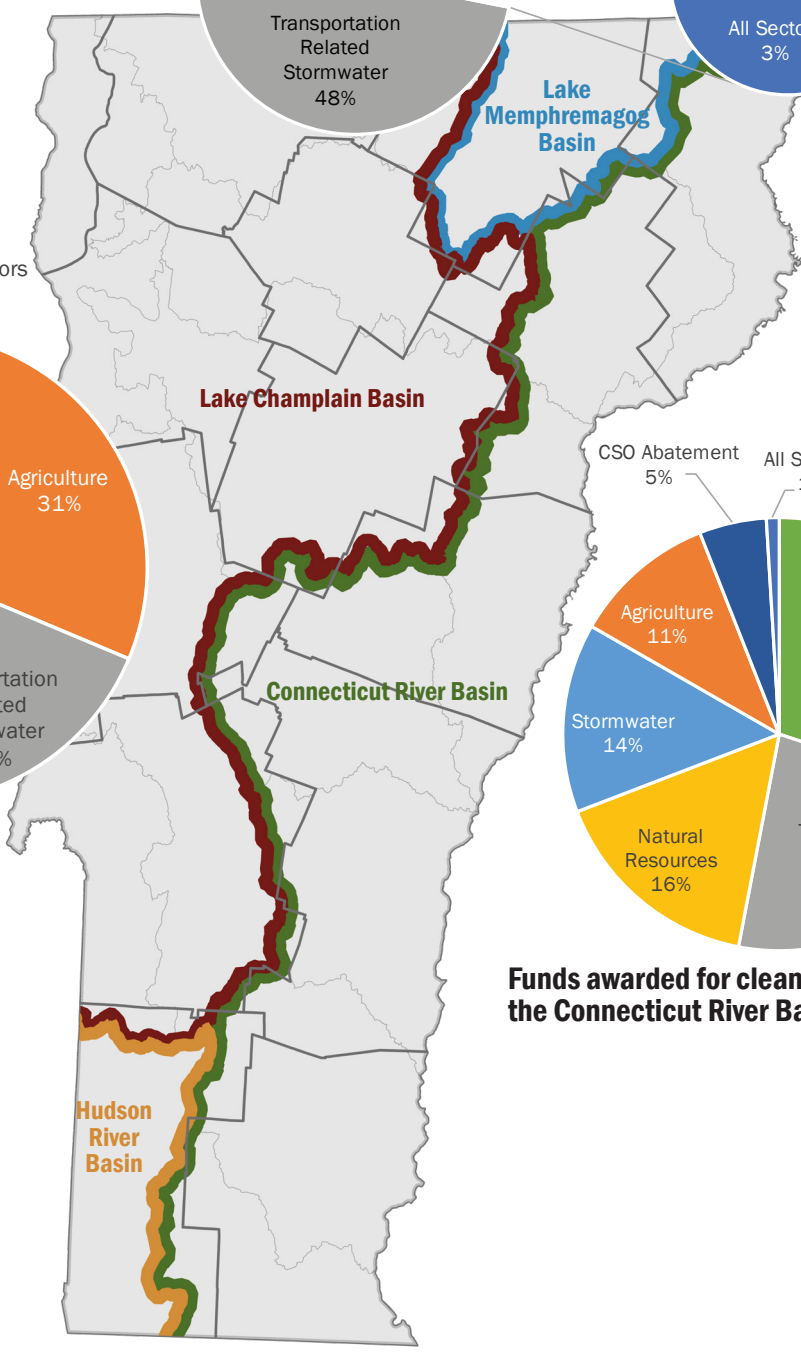 Transportation
Related
Stormwater
48%
All Secto
3%
Lake
Memphremagog
Basin
ors
Lake Champlain Basin
Agriculture
31%
CSO Abatement
5%
All S
Agriculture
11%
rtation
ted
water
%
Connecticut River Basin
Stormwater
14%
Natural
Resources
16%
Funds awarded for clean
the Connecticut River Ba
Hudson
River
Basin